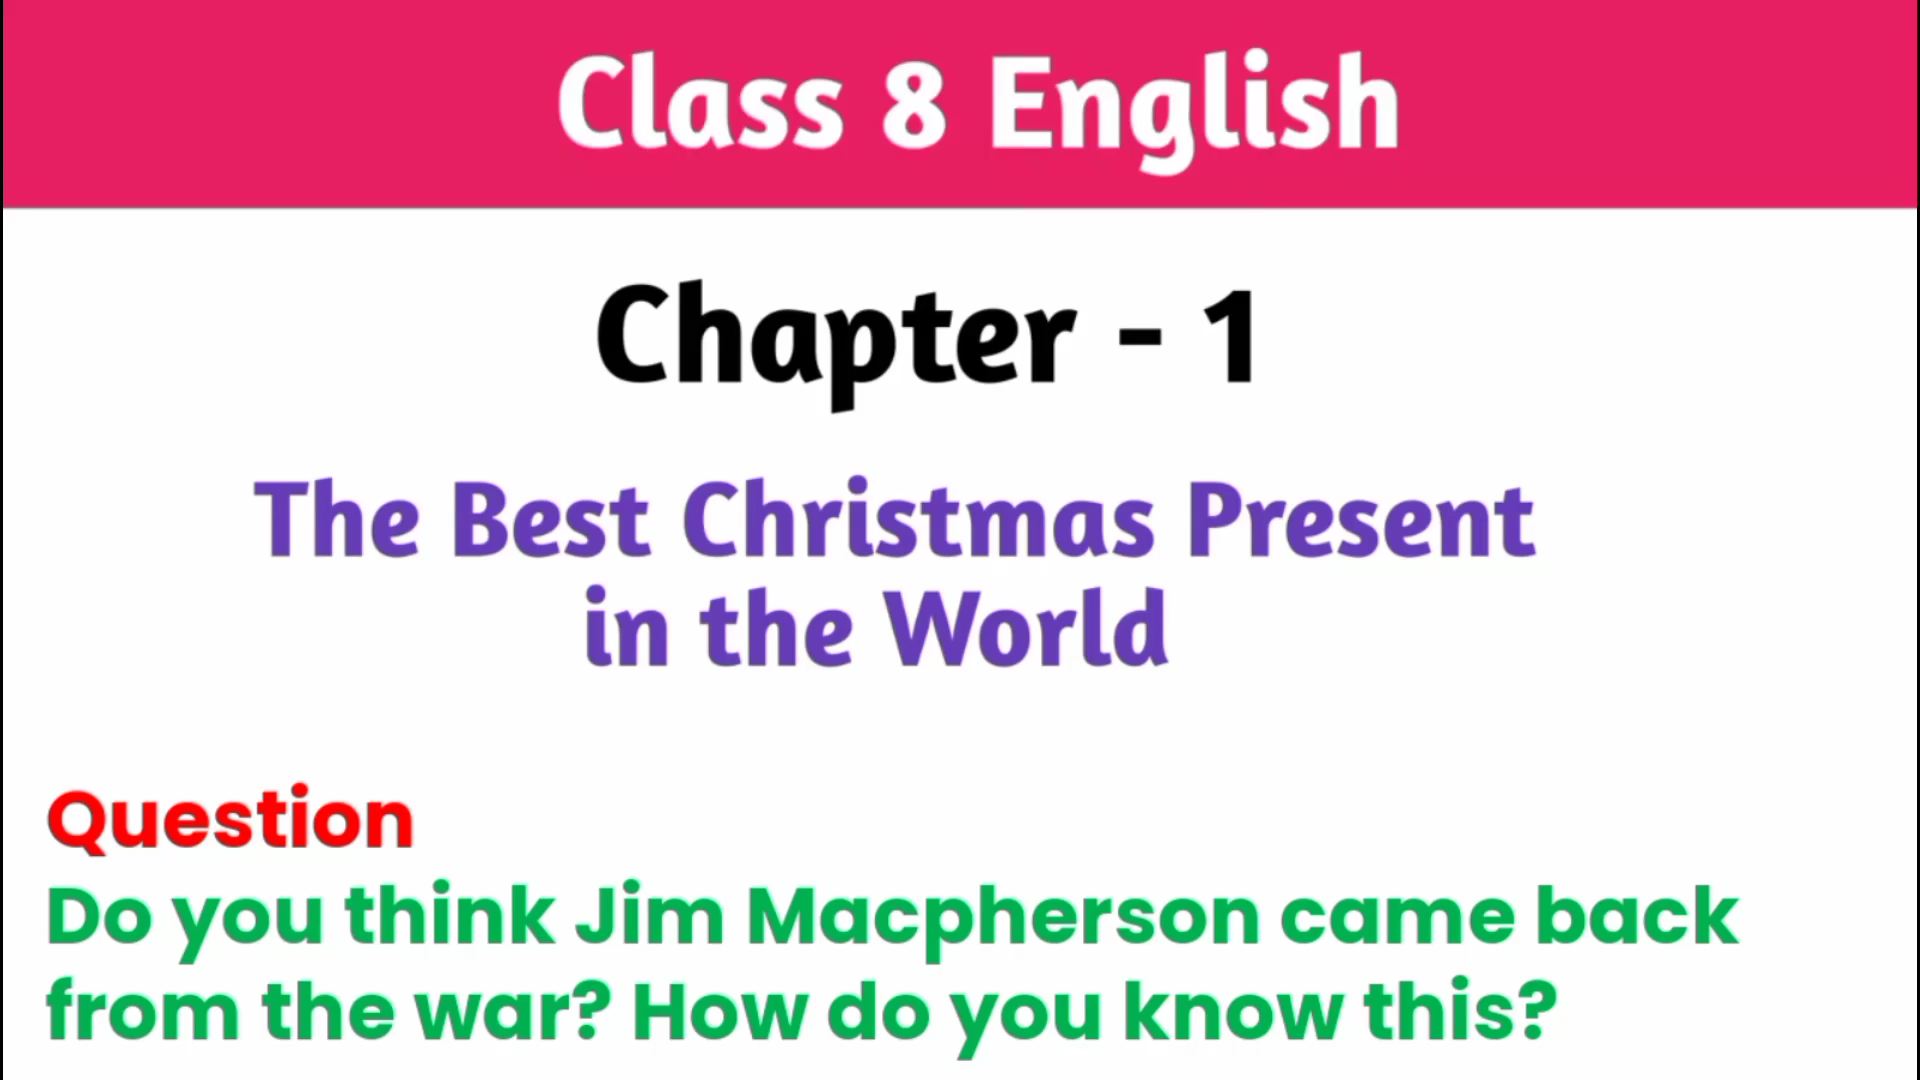 Class 8 English
Chapter - 1
The Best Christmas Present
in the World
Question
Do you think Jim Macpherson came back
from the war? How do you know this?